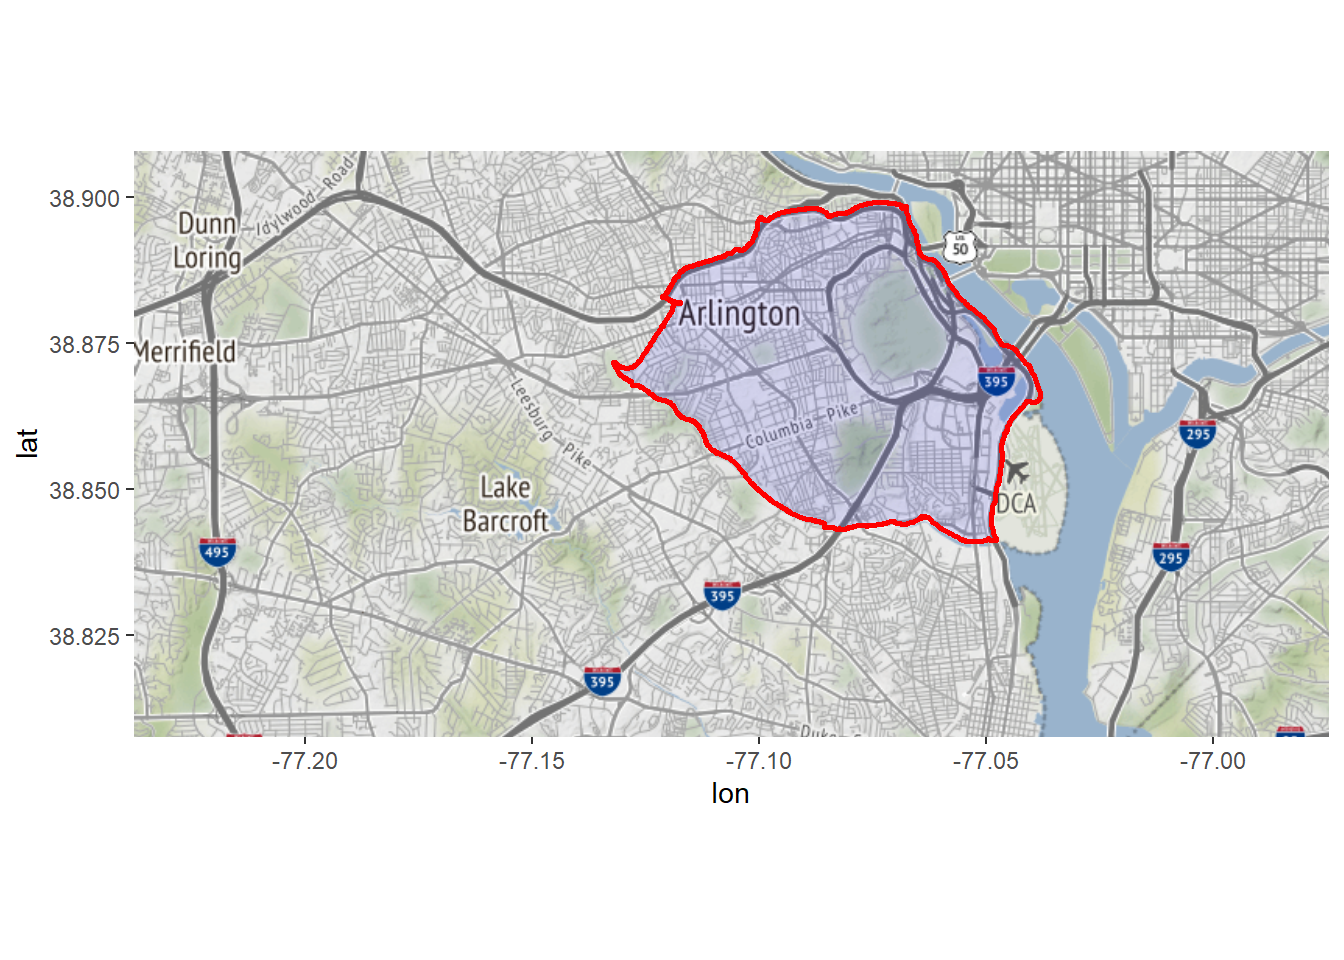 lat
38.900
38.875
38.850
38.825
Dunn
Loring
Idylwood Road
50
Arlington
Merrifield
395
Leesburg Pike
Columbia Pike
295
Lake
Barcroft
DCA
495
295
395
395
-77.20
-77.15
-77.10
-77.05
-77.00
lon